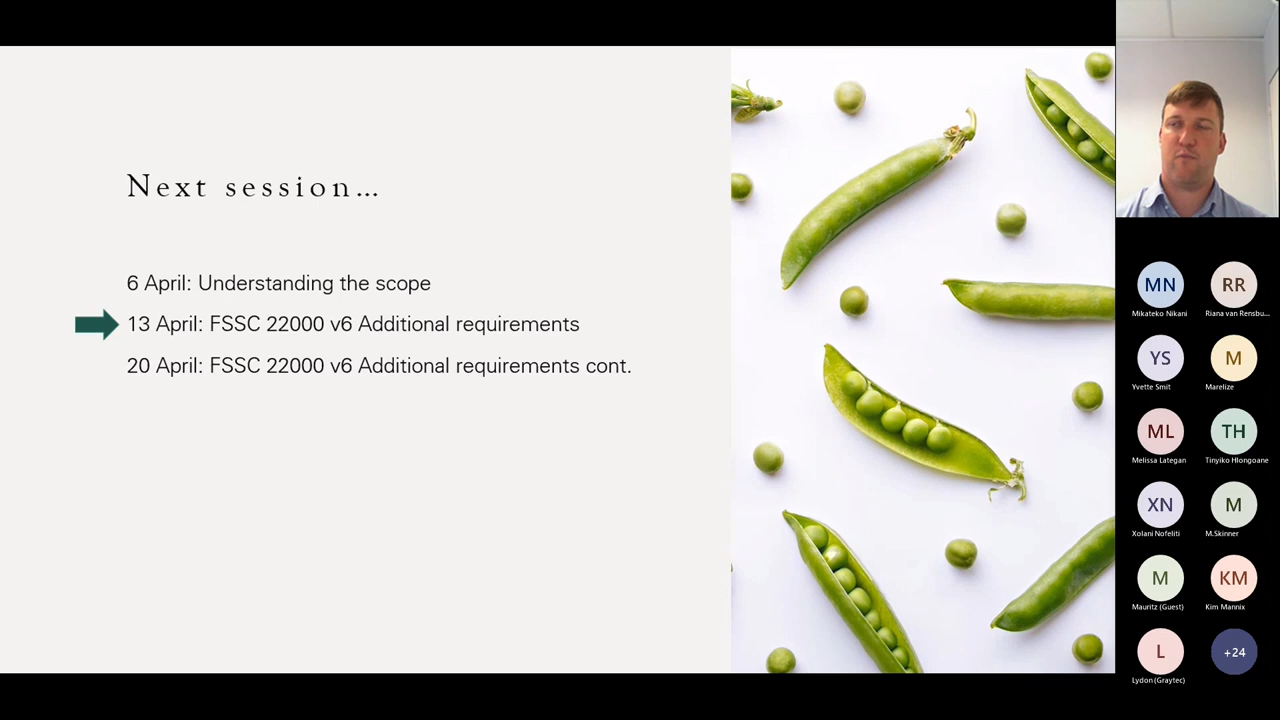 Next session…
6 April: Understanding the scope
13 April: FSSC 22000 v6 Additional requirements
20 April: FSSC 22000 v6 Additional requirements cont.
MN
Mikateko Nikani
RR
Riana van Rensbu...
YS
Yvette Smit
M
Marelize
ML
Melissa Lategan
TH
Tinyiko Hlongoane
XN
Xolani Nofeliti
M
M.Skinner
M
Mauritz (Guest)
KM
Kim Mannix
L
Lydon (Graytec)
+24